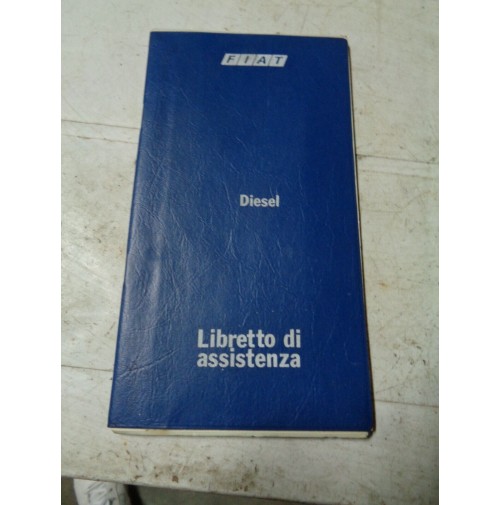 FIAT
Diesel
Libretto di
assistenza